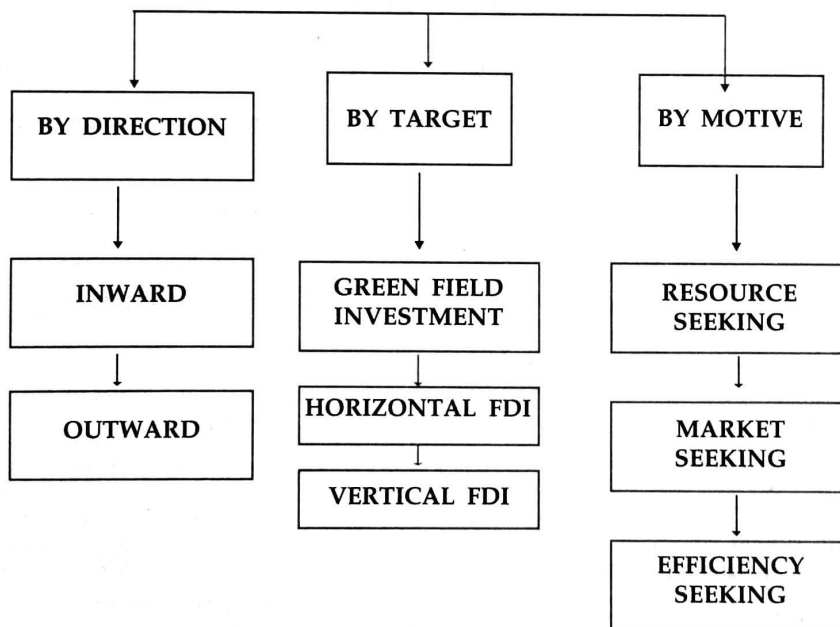 BY DIRECTION
BY TARGET
BY MOTIVE
INWARD
GREEN FIELD
INVESTMENT
RESOURCE
SEEKING
OUTWARD
HORIZONTAL FDI
MARKET
SEEKING
VERTICAL FDI
EFFICIENCY
SEEKING